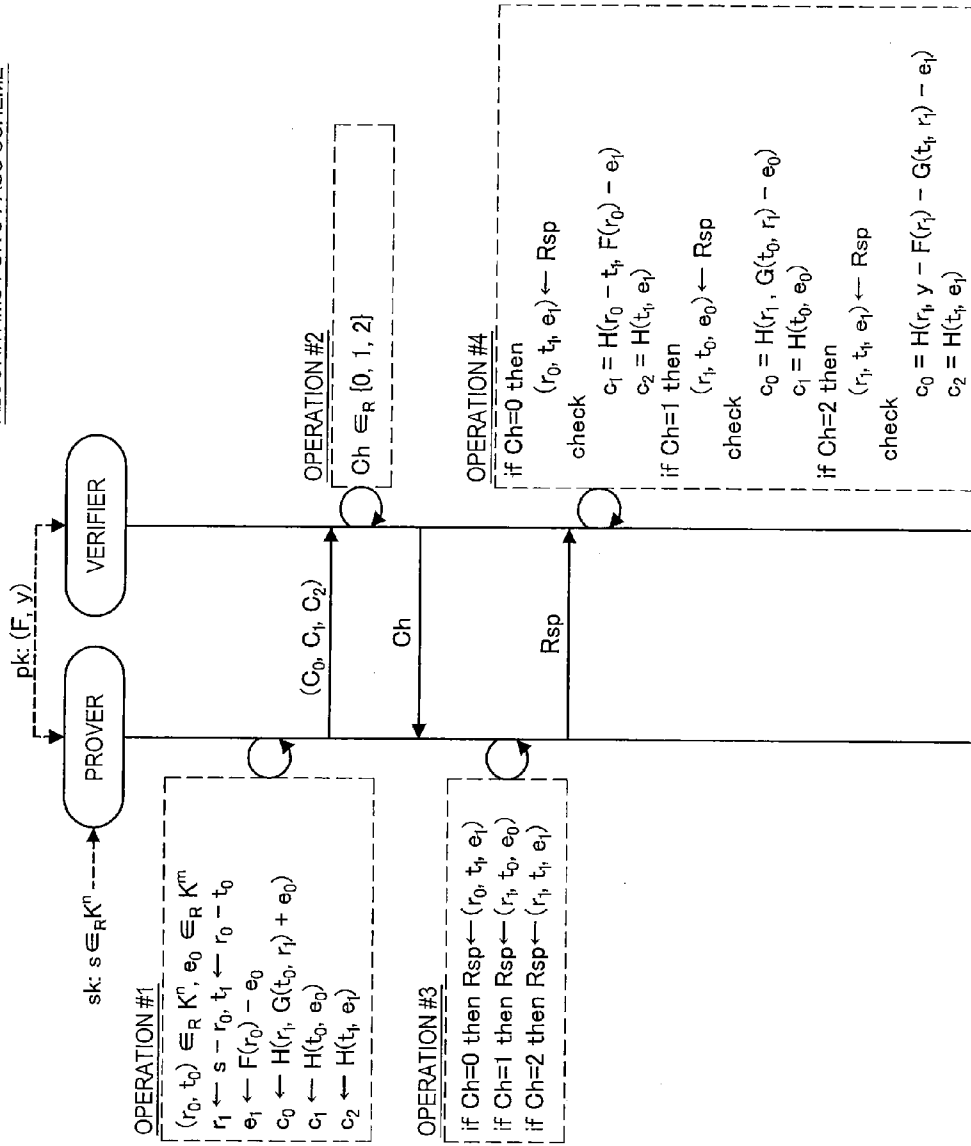 pk: (F, y)
sk: s ∈R Kⁿ
PROVER
VERIFIER
OPERATION #1
(r₀, t₀) ∈R Kⁿ, e₀ ∈R Kᵐ
r₁ ← s − r₀, t₁ ← r₀ − t₀
e₁ ← F(r₀) − e₀
c₀ ← H(r₁, G(t₀, r₁) + e₀)
c₁ ← H(t₀, e₀)
c₂ ← H(t₁, e₁)
(C₀, C₁, C₂)
OPERATION #2
Ch ∈R {0, 1, 2}
Ch
OPERATION #3
if Ch=0 then Rsp←(r₀, t₁, e₁)
if Ch=1 then Rsp←(r₁, t₀, e₀)
if Ch=2 then Rsp←(r₁, t₁, e₁)
Rsp
OPERATION #4
if Ch=0 then
(r₀, t₁, e₁) ← Rsp
check
c₁ = H(r₀ − t₁, F(r₀) − e₁)
c₂ = H(t₁, e₁)
if Ch=1 then
(r₁, t₀, e₀) ← Rsp
check
c₀ = H(r₁, G(t₀, r₁) − e₀)
c₁ = H(t₀, e₀)
if Ch=2 then
(r₁, t₁, e₁) ← Rsp
check
c₀ = H(r₁, y − F(r₁) − G(t₁, r₁) − e₁)
c₂ = H(t₁, e₁)